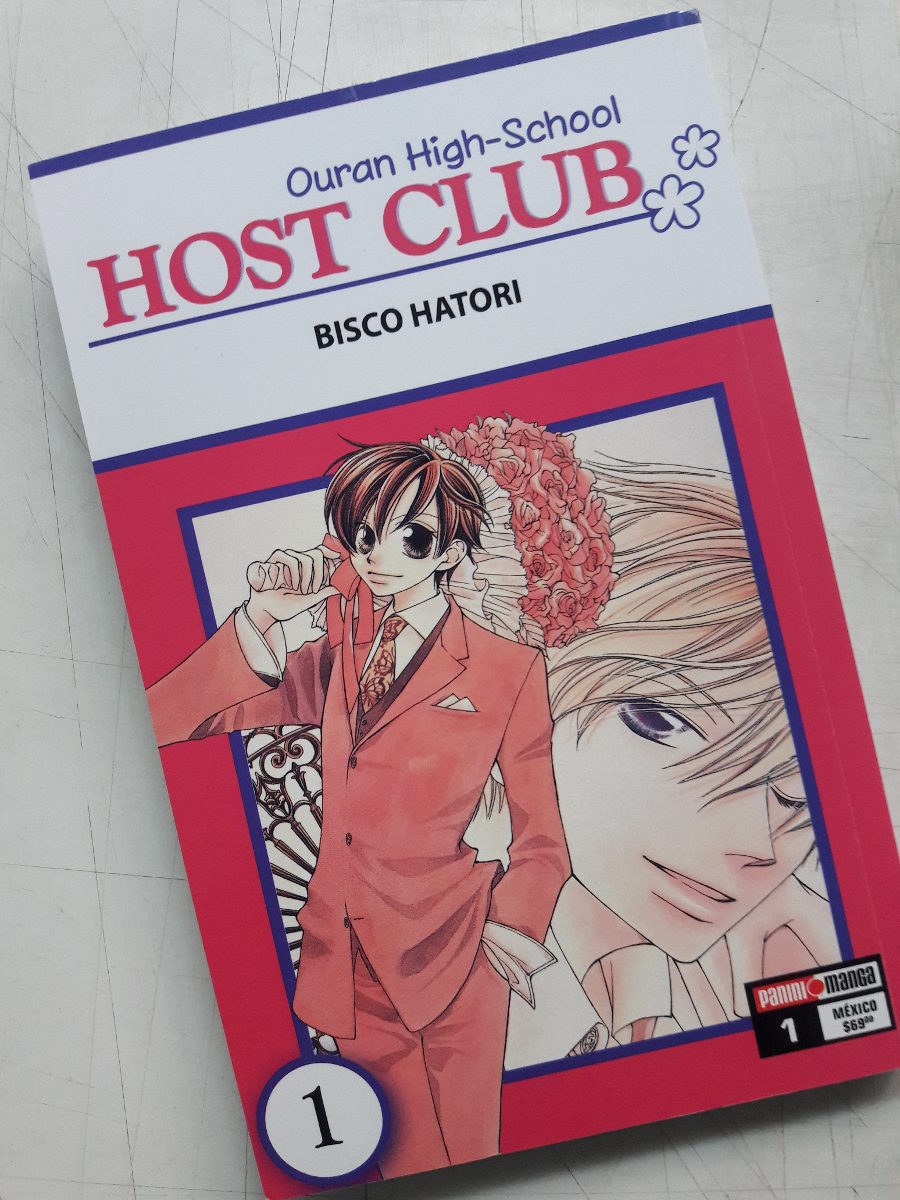 Ouran High-School
HOST CLUB
BISCO HATORI
PANINI MANGA
1
MÉXICO
$69.00
1